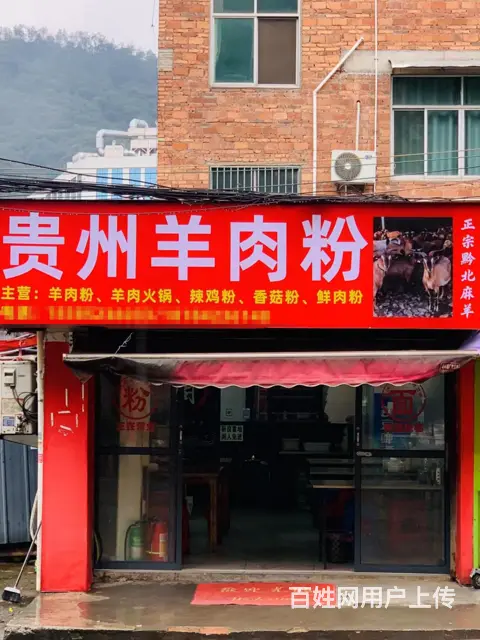 贵州羊肉粉
正宗黔北麻羊
主营：羊肉粉、羊肉火锅、辣鸡粉、香菇粉、鲜肉粉
粉
面
百姓网用户上传